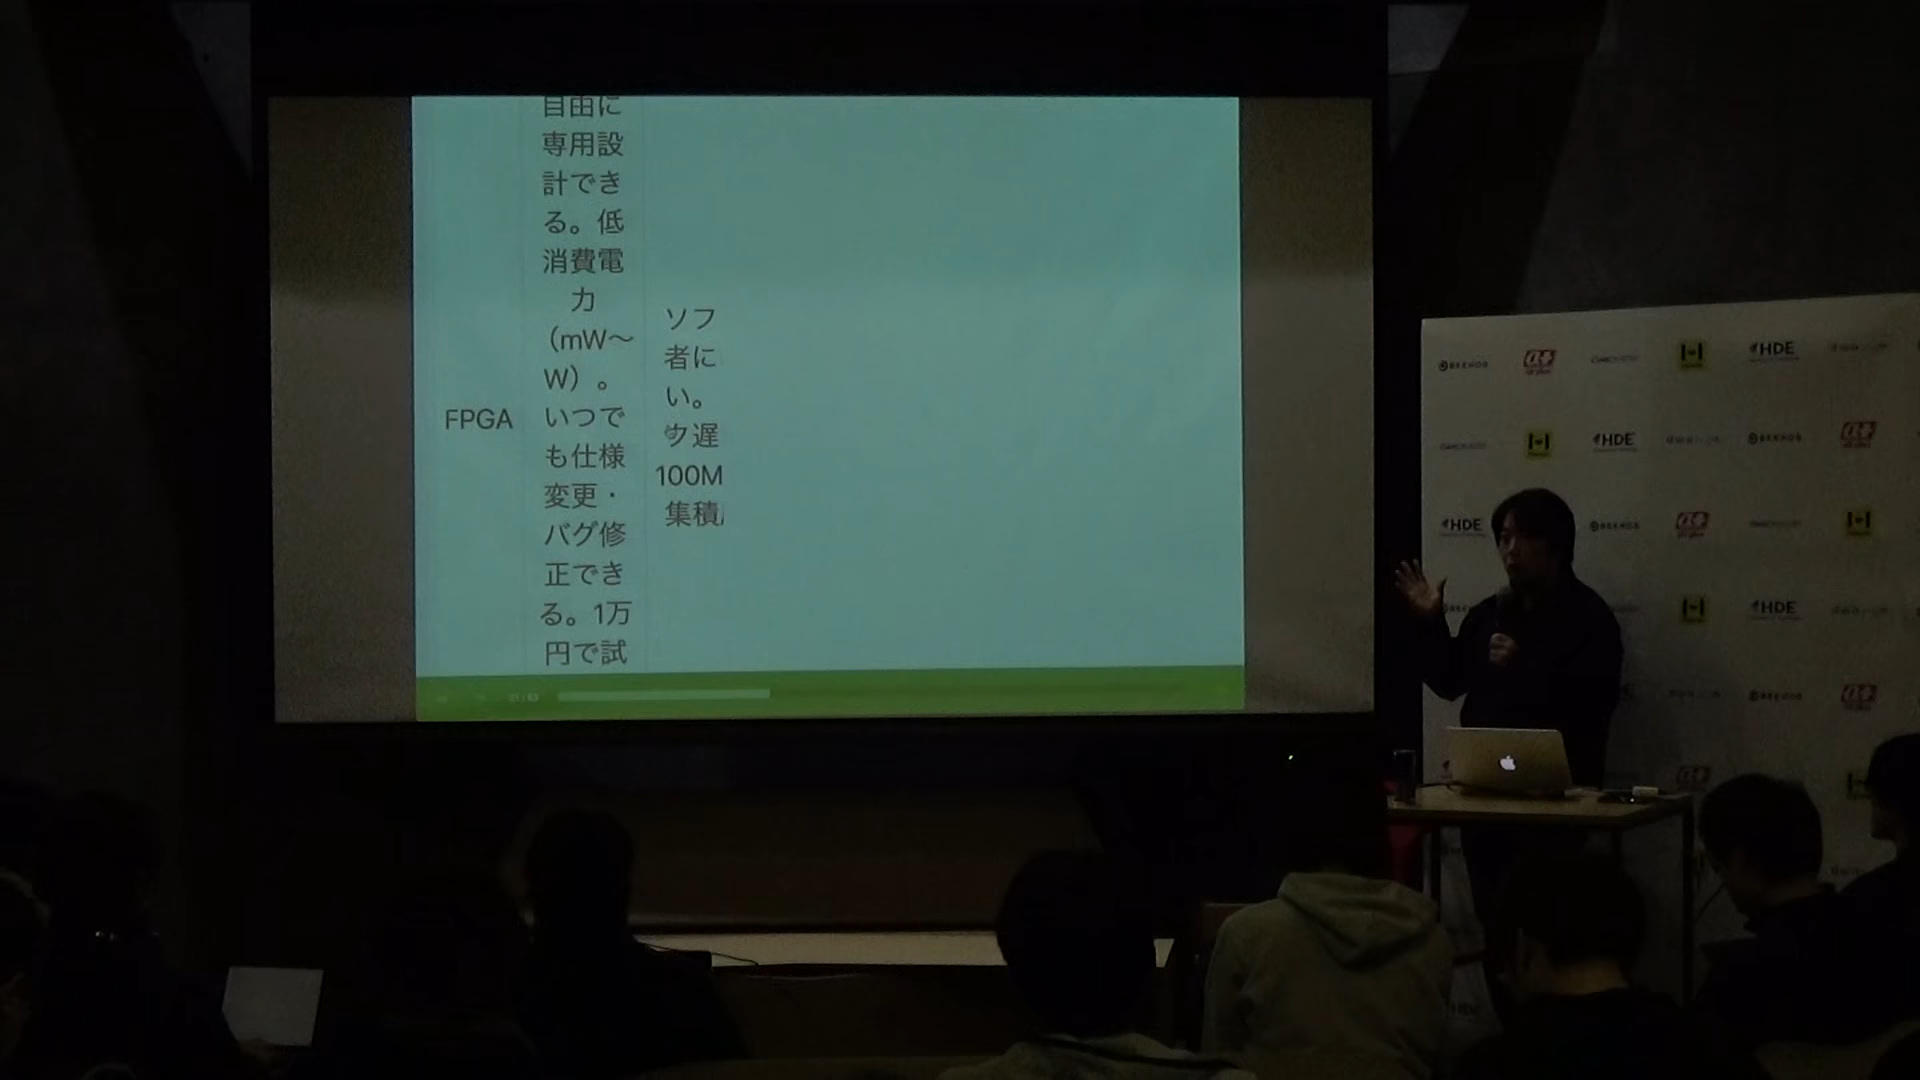 自由に
専用設
計でき
る。低
消費電
力
（mW〜
W）。
いつで
も仕様
変更・
バグ修
正でき
る。1万
円で試
FPGA
ソフ
者に
い。
ク遅
100M
集積
HDE
HDE
HDE
HDE